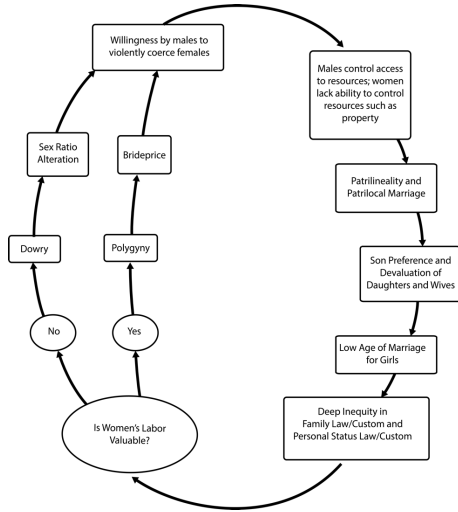 Willingness by males to
violently coerce females
Males control access
to resources; women
lack ability to control
resources such as
property
Patrilineality and
Patrilocal Marriage
Son Preference and
Devaluation of
Daughters and Wives
Low Age of Marriage
for Girls
Deep Inequity in
Family Law/Custom and
Personal Status Law/Custom
Is Women's Labor
Valuable?
No
Yes
Dowry
Polygyny
Sex Ratio
Alteration
Brideprice